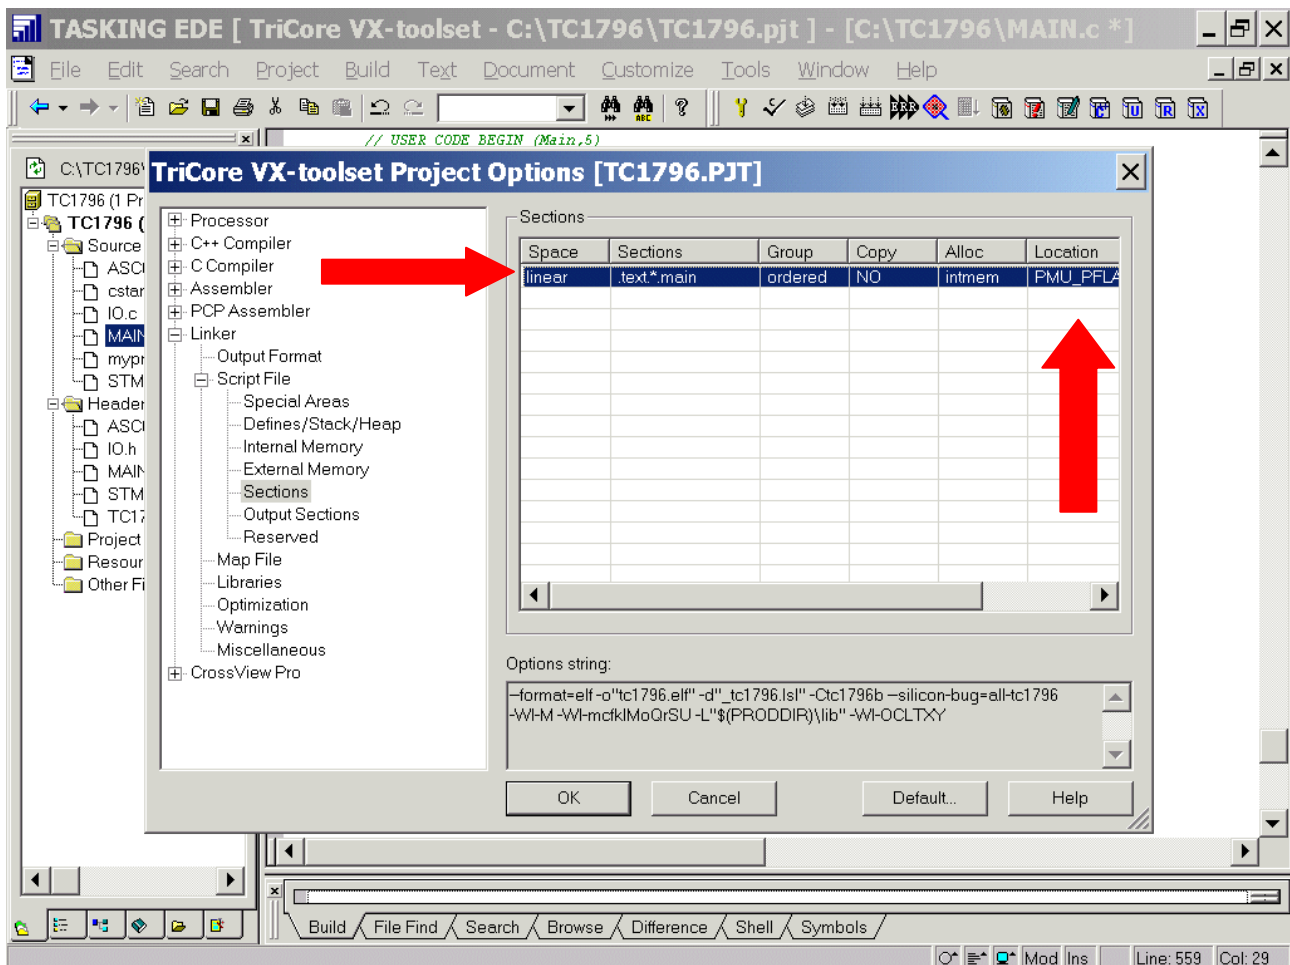 TASKING EDE [ TriCore VX-toolset - C:\TC1796\TC1796.pjt ] - [C:\TC1796\MAIN.c *]
File Edit Search Project Build Text Document Customize Tools Window Help
// USER CODE BEGIN (Main,5)
C:\TC1796\
TC1796 (1 Pr
TC1796 (
Source
ASCI
cstar
IO.c
MAIN
mypr
STM
Header
ASCI
IO.h
MAIN
STM
TC17
Project
Resour
Other Fi
TriCore VX-toolset Project Options [TC1796.PJT]
Processor
C++ Compiler
C Compiler
Assembler
PCP Assembler
Linker
Output Format
Script File
Special Areas
Defines/Stack/Heap
Internal Memory
External Memory
Sections
Output Sections
Reserved
Map File
Libraries
Optimization
Warnings
Miscellaneous
CrossView Pro
Sections
Space Sections Group Copy Alloc Location
linear .text.*.main ordered NO intmem PMU_PFLA
Options string:
--format=elf -o"tc1796.elf" -d"_tc1796.lsl" -Ctc1796b --silicon-bug=all-tc1796
-Wl-M -Wl-mcfklMoQrSU -L"$(PRODDIR)\lib" -Wl-OCLTXY
OK Cancel Default... Help
Build File Find Search Browse Difference Shell Symbols
Mod Ins Line: 559 Col: 29